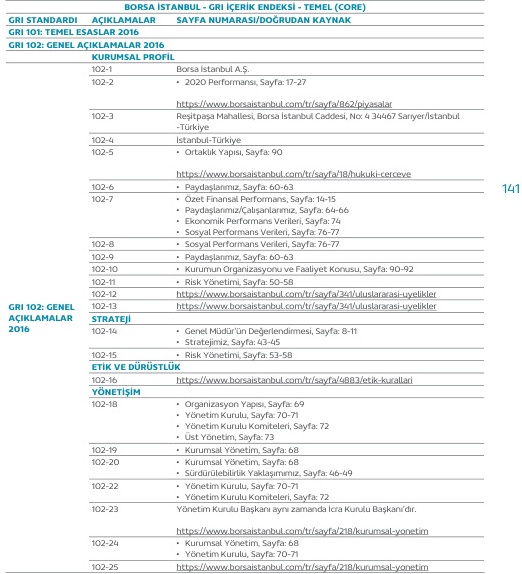 BORSA İSTANBUL - GRI İÇERİK ENDEKSİ - TEMEL (CORE)
GRI STANDARDI AÇIKLAMALAR SAYFA NUMARASI/DOĞRUDAN KAYNAK
GRI 101: TEMEL ESASLAR 2016
GRI 102: GENEL AÇIKLAMALAR 2016
KURUMSAL PROFİL
102-1 Borsa İstanbul A.Ş.
102-2 • 2020 Performansı, Sayfa: 17-27
https://www.borsaistanbul.com/tr/sayfa/862/piyasalar
102-3 Reşitpaşa Mahallesi, Borsa İstanbul Caddesi, No: 4 34467 Sarıyer/İstanbul
-Türkiye
102-4 İstanbul-Türkiye
102-5 • Ortaklık Yapısı, Sayfa: 90
https://www.borsaistanbul.com/tr/sayfa/18/hukuki-cerceve
102-6 • Paydaşlarımız, Sayfa: 60-63
141
102-7 • Özet Finansal Performans, Sayfa: 14-15
• Paydaşlarımız/Çalışanlarımız, Sayfa: 64-66
• Ekonomik Performans Verileri, Sayfa: 74
• Sosyal Performans Verileri, Sayfa: 76-77
102-8 • Sosyal Performans Verileri, Sayfa: 76-77
102-9 • Paydaşlarımız, Sayfa: 60-63
102-10 • Kurumun Organizasyonu ve Faaliyet Konusu, Sayfa: 90-92
102-11 • Risk Yönetimi, Sayfa: 50-58
102-12 https://www.borsaistanbul.com/tr/sayfa/341/uluslararasi-uyelikler
102-13 https://www.borsaistanbul.com/tr/sayfa/341/uluslararasi-uyelikler
GRI 102: GENEL
AÇIKLAMALAR
2016
STRATEJİ
102-14 • Genel Müdür'ün Değerlendirmesi, Sayfa: 8-11
• Stratejimiz, Sayfa: 43-45
102-15 • Risk Yönetimi, Sayfa: 53-58
ETİK VE DÜRÜSTLÜK
102-16 https://www.borsaistanbul.com/tr/sayfa/4883/etik-kurallari
YÖNETİŞİM
102-18 • Organizasyon Yapısı, Sayfa: 69
• Yönetim Kurulu, Sayfa: 70-71
• Yönetim Kurulu Komiteleri, Sayfa: 72
• Üst Yönetim, Sayfa: 73
102-19 • Kurumsal Yönetim, Sayfa: 68
102-20 • Kurumsal Yönetim, Sayfa: 68
• Sürdürülebilirlik Yaklaşımımız, Sayfa: 46-49
102-22 • Yönetim Kurulu, Sayfa: 70-71
• Yönetim Kurulu Komiteleri, Sayfa: 72
102-23 Yönetim Kurulu Başkanı aynı zamanda İcra Kurulu Başkanı'dır.
https://www.borsaistanbul.com/tr/sayfa/218/kurumsal-yonetim
102-24 • Kurumsal Yönetim, Sayfa: 68
• Yönetim Kurulu, Sayfa: 70-71
102-25 https://www.borsaistanbul.com/tr/sayfa/218/kurumsal-yonetim